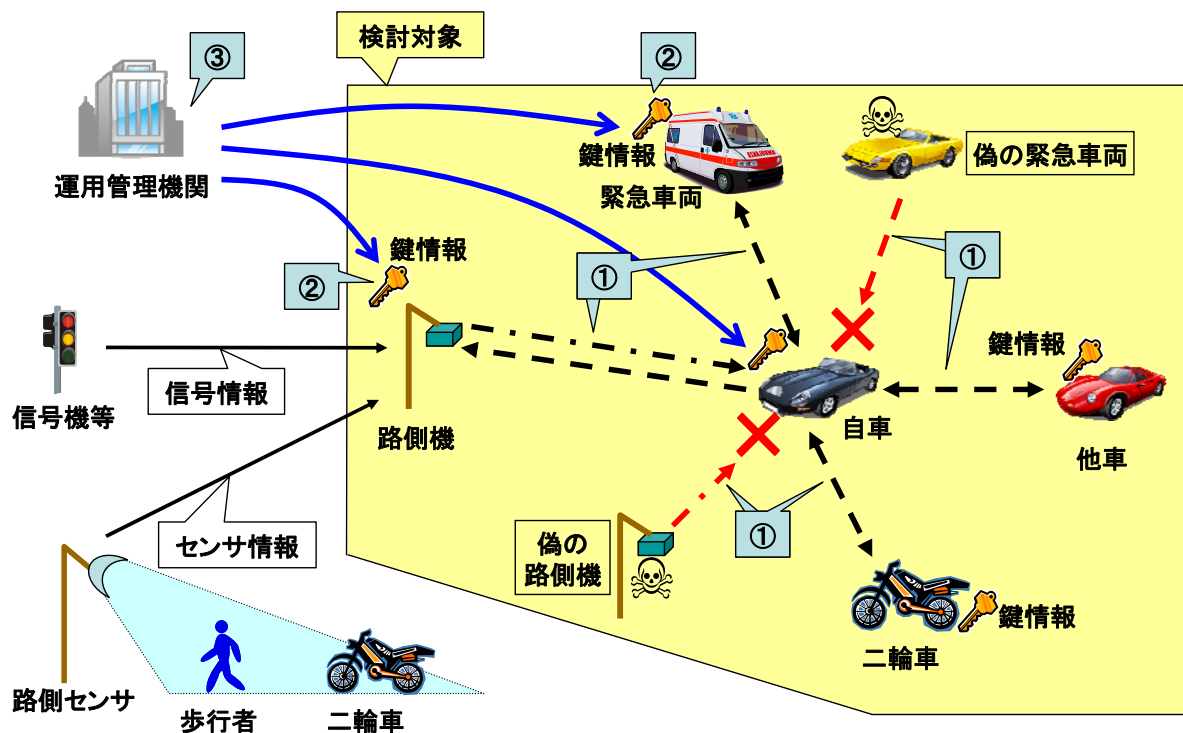 検討対象
③
②
鍵情報
緊急車両
偽の緊急車両
運用管理機関
①
①
鍵情報
②
鍵情報
信号情報
信号機等
路側機
自車
他車
センサ情報
①
偽の
路側機
鍵情報
二輪車
路側センサ
歩行者
二輪車